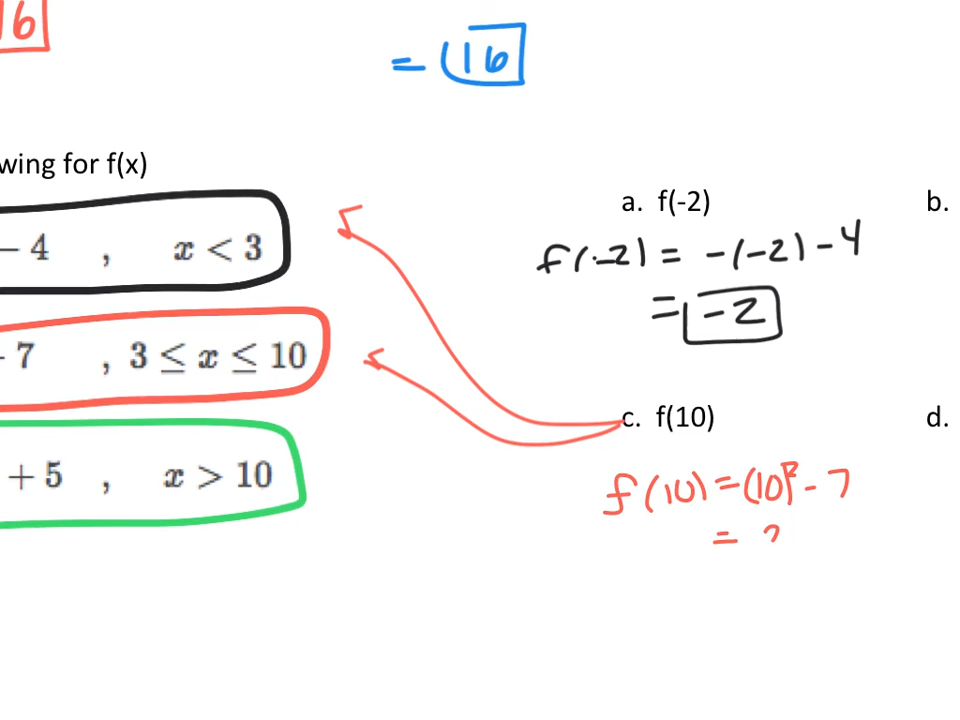 16
= 16
wing for f(x)
− 4 , x < 3
a. f(-2)
b.
f(-2) = -(-2) - 4
= -2
- 7 , 3 ≤ x ≤ 10
c. f(10)
d.
+ 5 , x > 10
f(10) = (10)² - 7
=